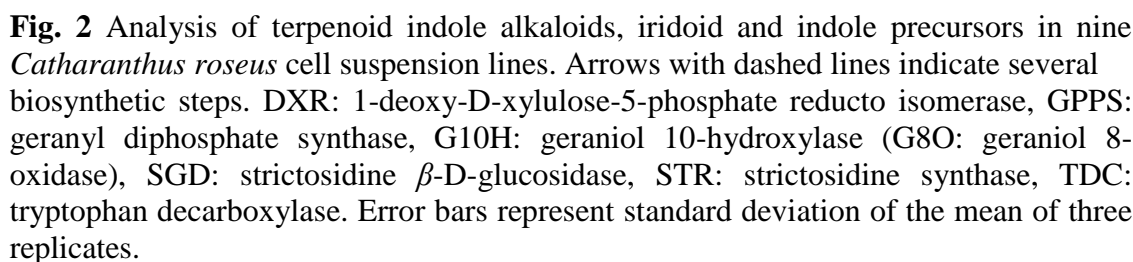 Fig. 2 Analysis of terpenoid indole alkaloids, iridoid and indole precursors in nine
Catharanthus roseus cell suspension lines. Arrows with dashed lines indicate several
biosynthetic steps. DXR: 1-deoxy-D-xylulose-5-phosphate reducto isomerase, GPPS:
geranyl diphosphate synthase, G10H: geraniol 10-hydroxylase (G8O: geraniol 8-
oxidase), SGD: strictosidine β-D-glucosidase, STR: strictosidine synthase, TDC:
tryptophan decarboxylase. Error bars represent standard deviation of the mean of three
replicates.